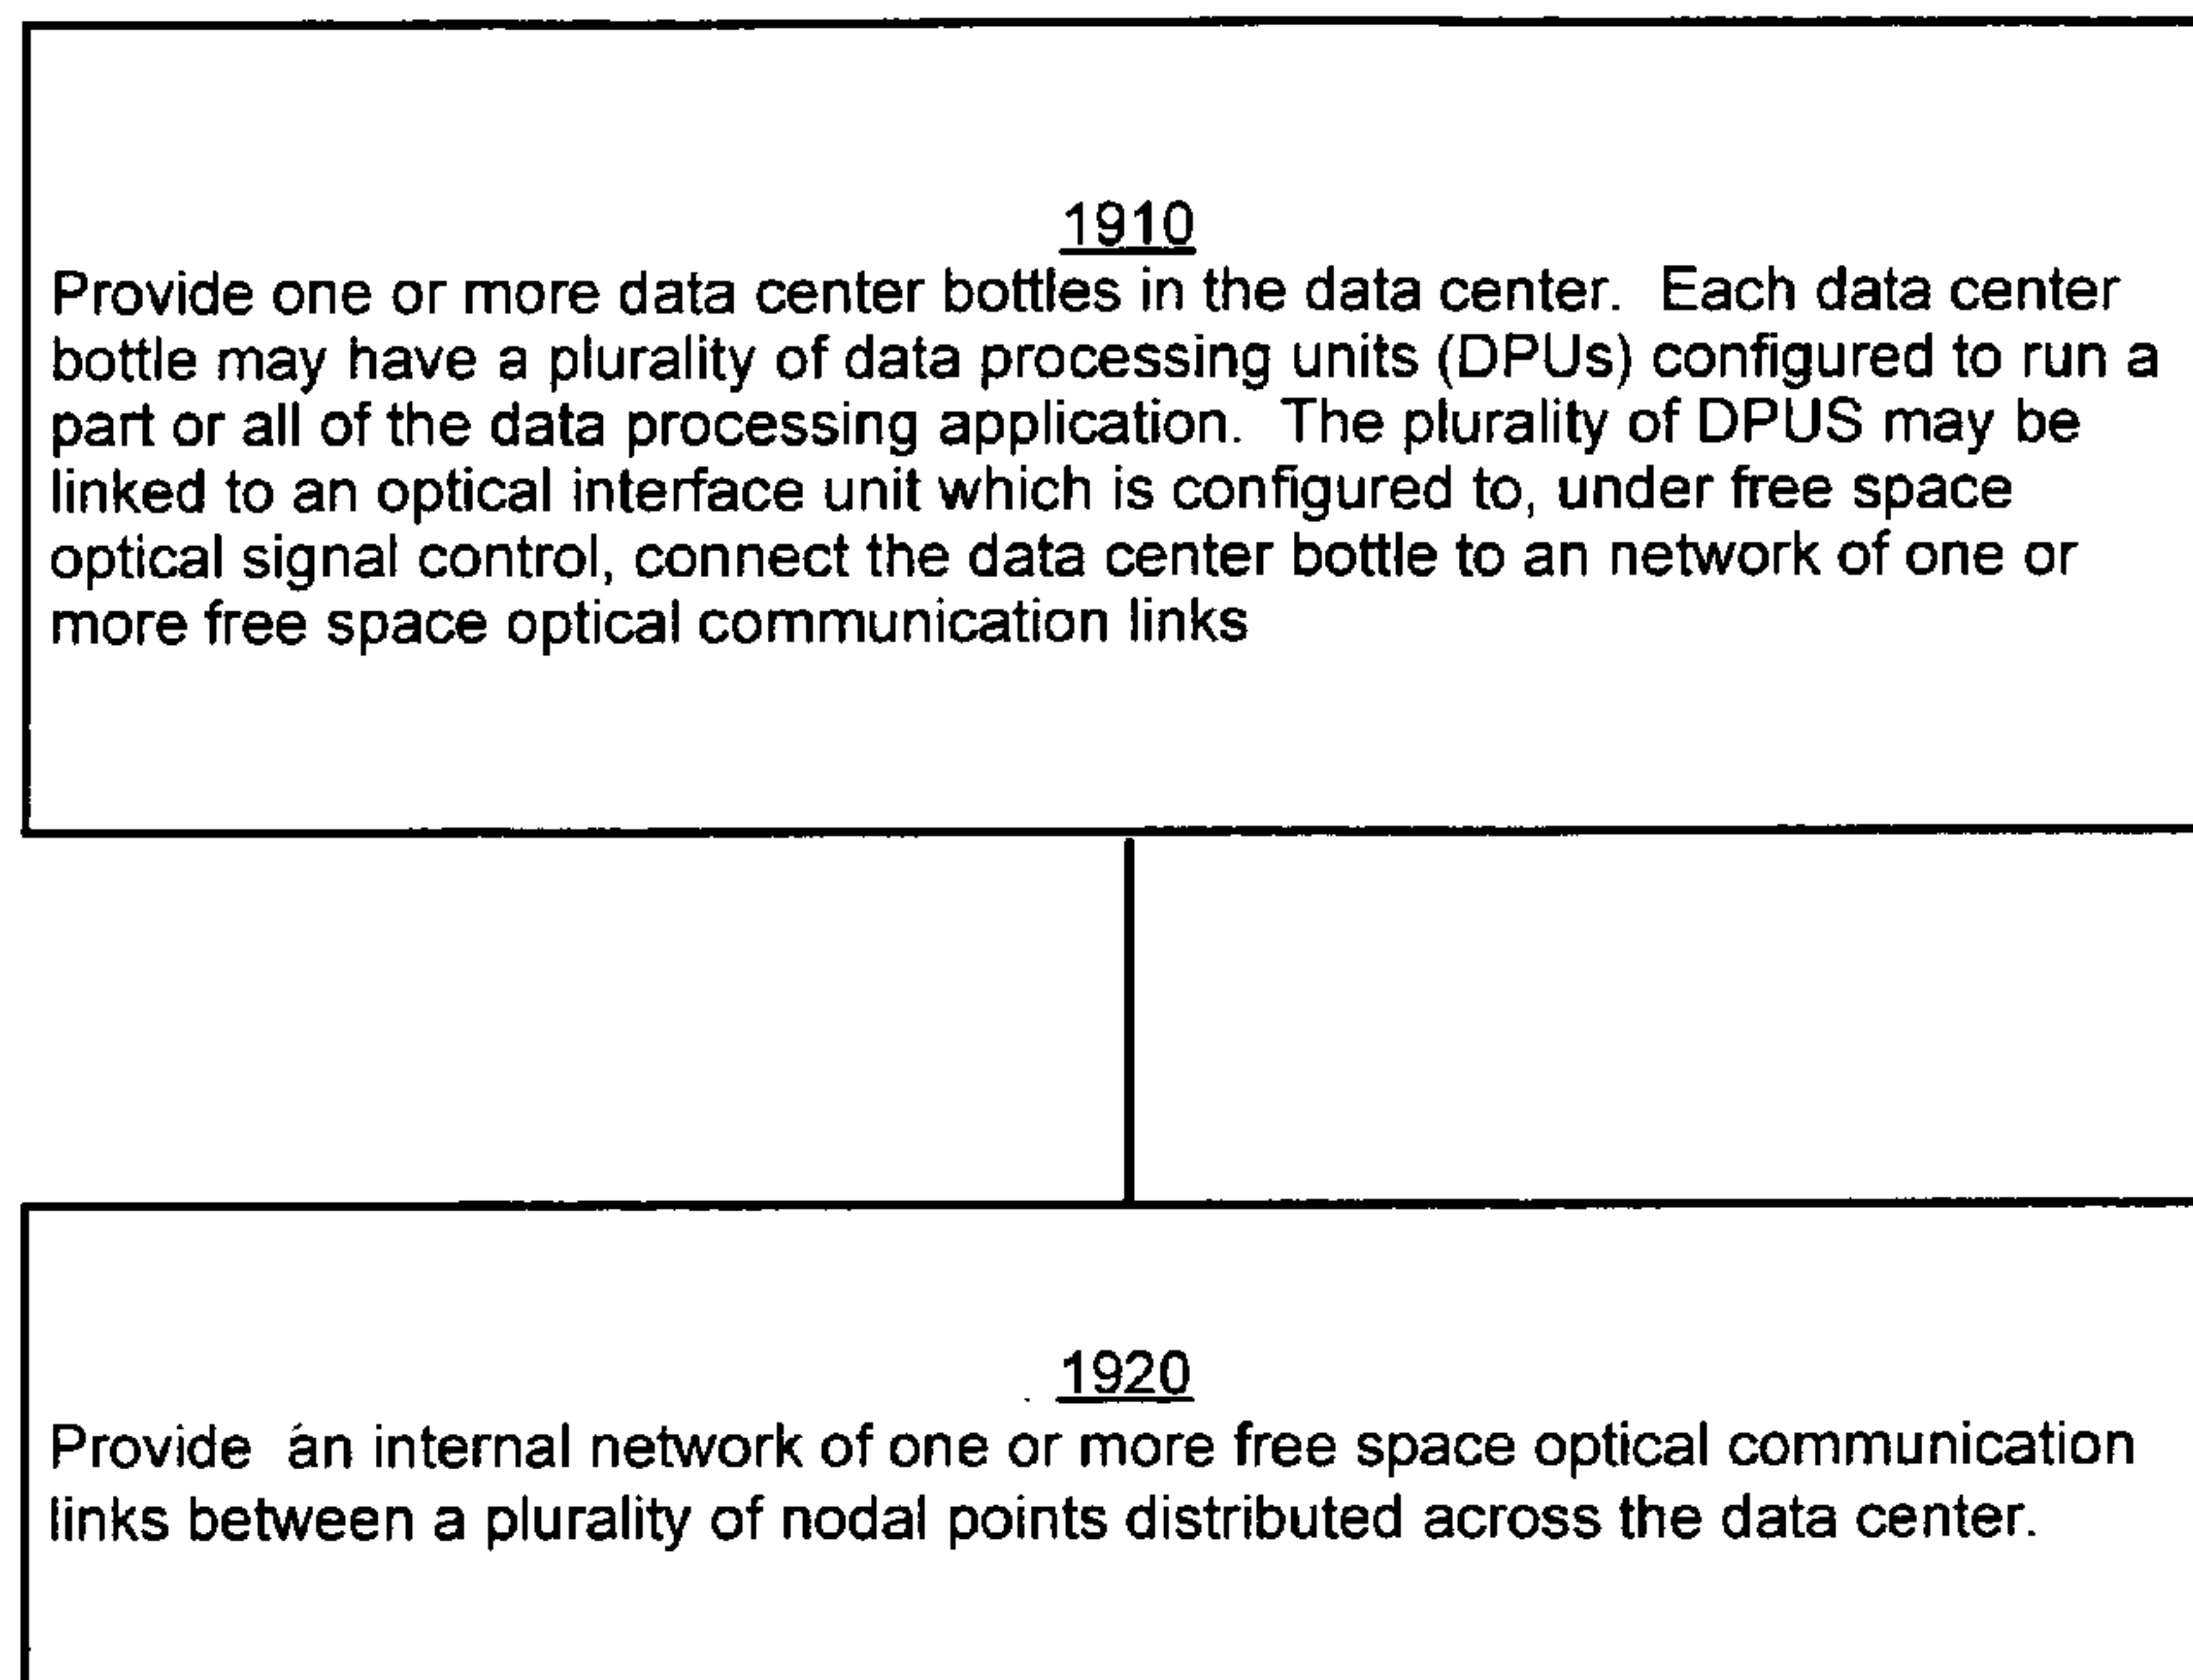 1910
Provide one or more data center bottles in the data center. Each data center
bottle may have a plurality of data processing units (DPUs) configured to run a
part or all of the data processing application. The plurality of DPUS may be
linked to an optical interface unit which is configured to, under free space
optical signal control, connect the data center bottle to an network of one or
more free space optical communication links
1920
Provide an internal network of one or more free space optical communication
links between a plurality of nodal points distributed across the data center.